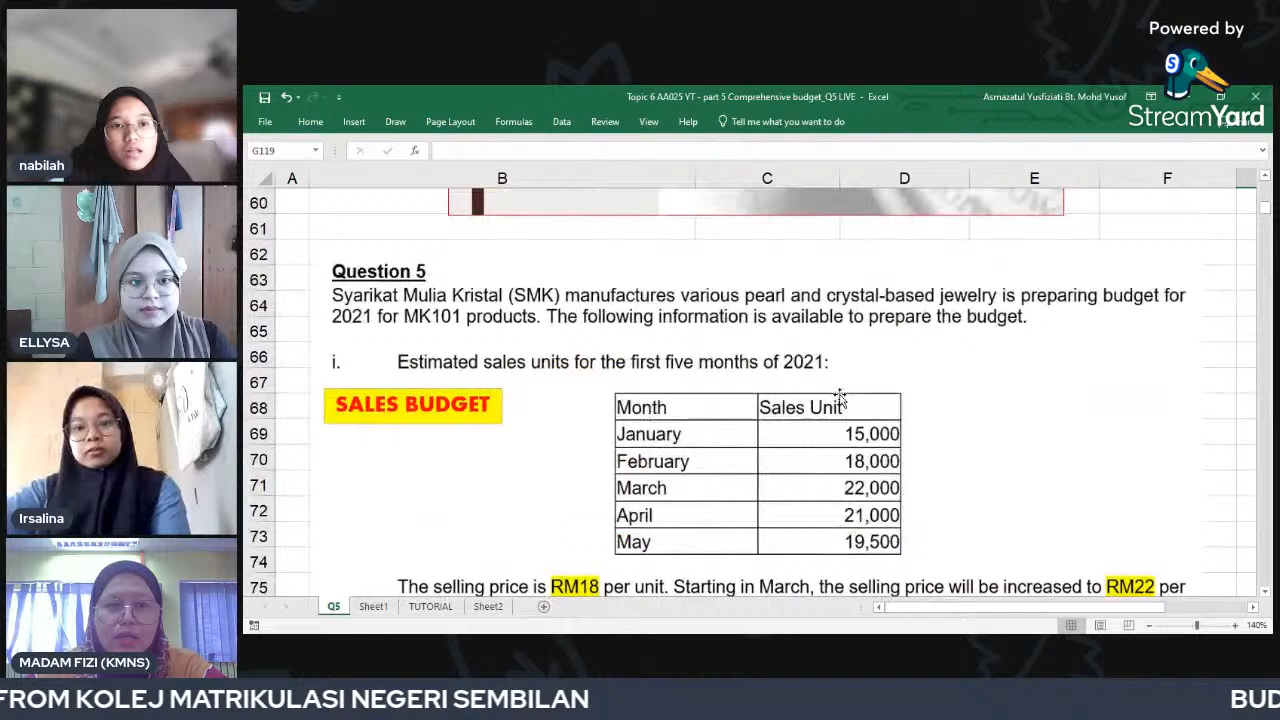 Powered by
StreamYard
nabilah
ELLYSA
Irsalina
MADAM FIZI (KMNS)
Topic 6 AA025 YT - part 5 Comprehensive budget_Q5 LIVE - Excel
Asmazatul Yusfiziati Bt. Mohd Yusof
File Home Insert Draw Page Layout Formulas Data Review View Help Tell me what you want to do
G119
fx
A B C D E F
60
61
62
63
64
65
66
67
68
69
70
71
72
73
74
75
Question 5
Syarikat Mulia Kristal (SMK) manufactures various pearl and crystal-based jewelry is preparing budget for
2021 for MK101 products. The following information is available to prepare the budget.
i. Estimated sales units for the first five months of 2021:
SALES BUDGET
Month Sales Unit
January 15,000
February 18,000
March 22,000
April 21,000
May 19,500
The selling price is RM18 per unit. Starting in March, the selling price will be increased to RM22 per
Q5 Sheet1 TUTORIAL Sheet2
140%
FROM KOLEJ MATRIKULASI NEGERI SEMBILAN
BUD